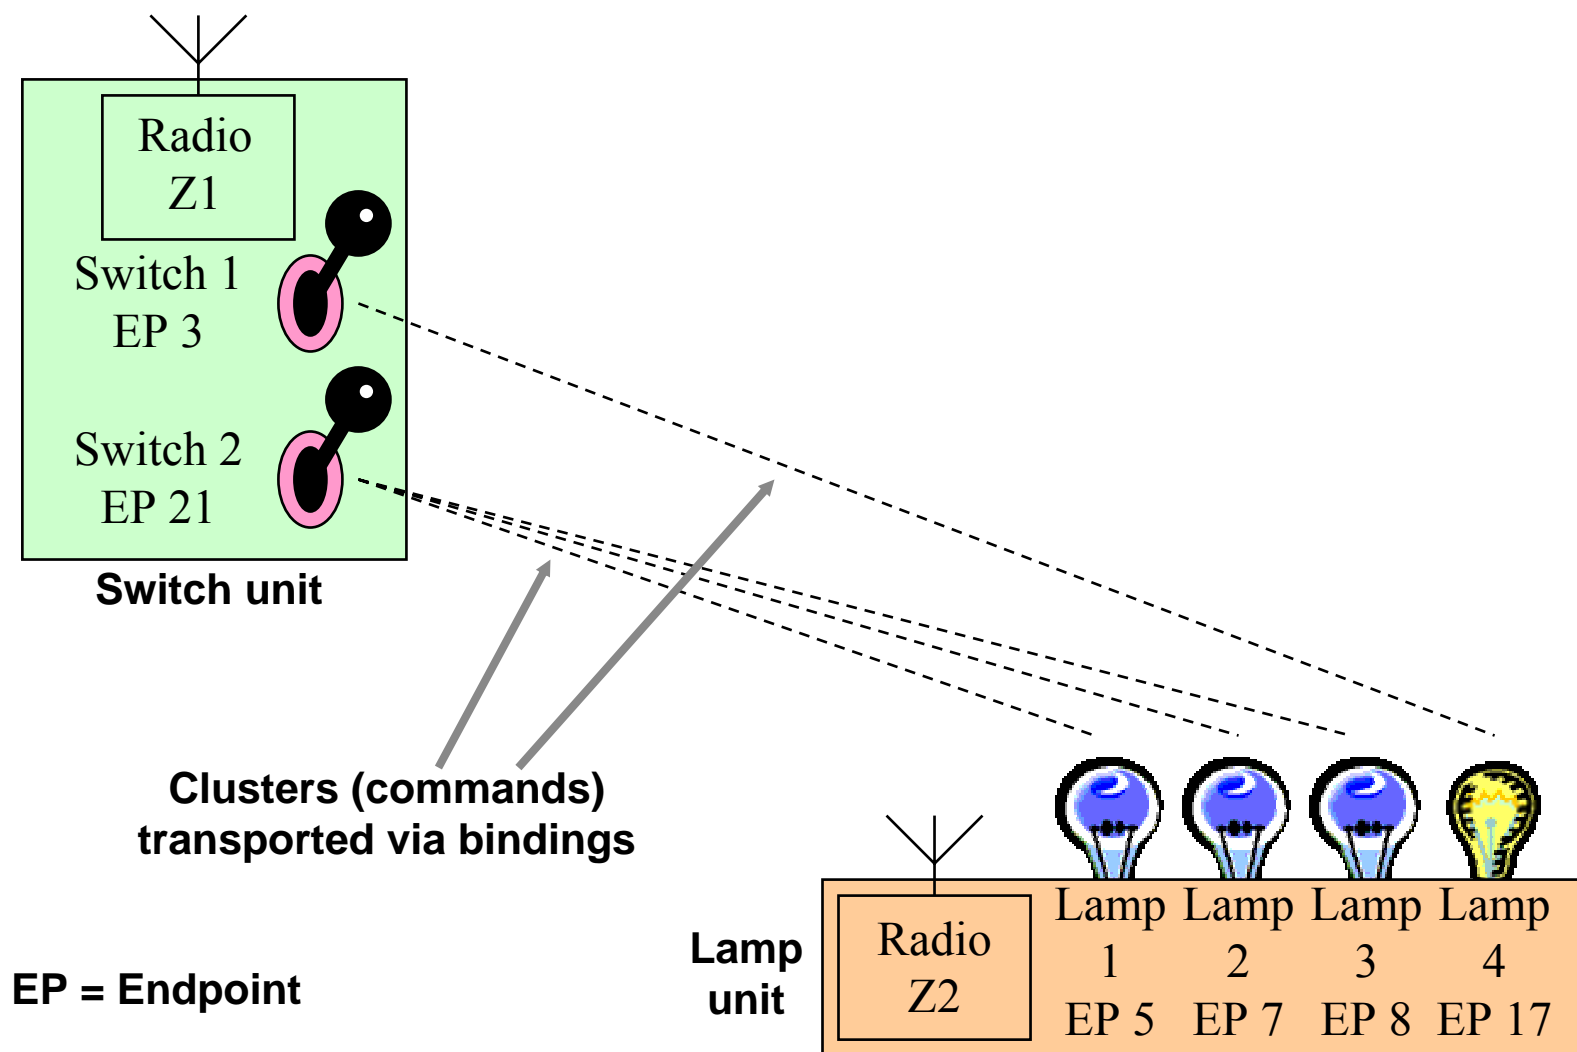 Radio
Z1
Switch 1
EP 3
Switch 2
EP 21
Switch unit
Clusters (commands)
transported via bindings
EP = Endpoint
Lamp
unit
Radio
Z2
Lamp
1
EP 5
Lamp
2
EP 7
Lamp
3
EP 8
Lamp
4
EP 17